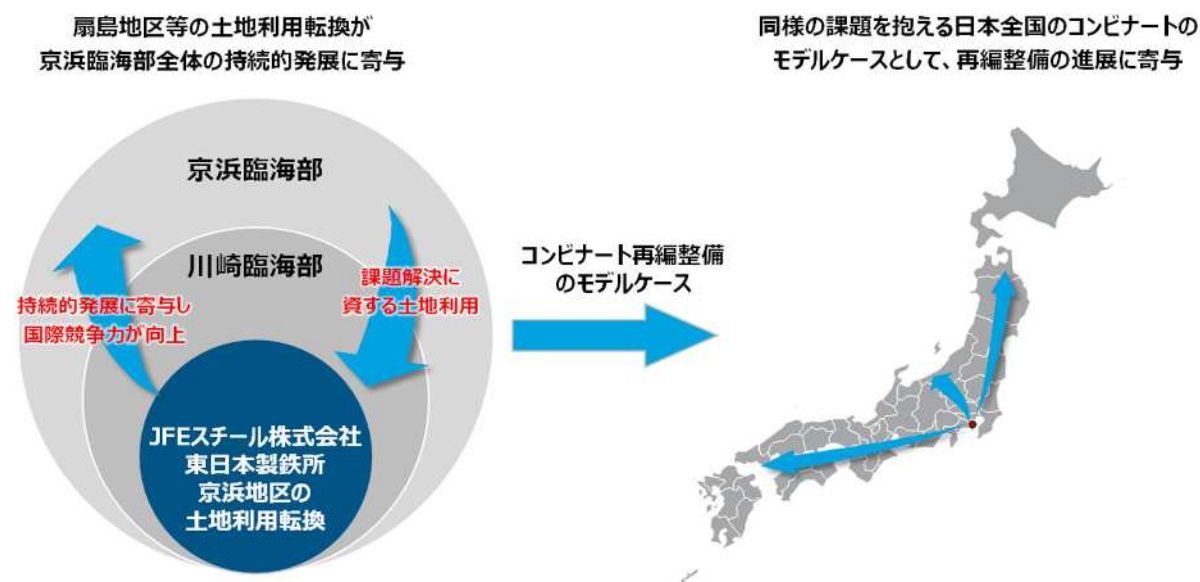 扇島地区等の土地利用転換が
京浜臨海部全体の持続的発展に寄与
同様の課題を抱える日本全国のコンビナートの
モデルケースとして、再編整備の進展に寄与
京浜臨海部
川崎臨海部
持続的発展に寄与し
国際競争力が向上
課題解決に
資する土地利用
JFEスチール株式会社
東日本製鉄所
京浜地区の
土地利用転換
コンビナート再編整備
のモデルケース